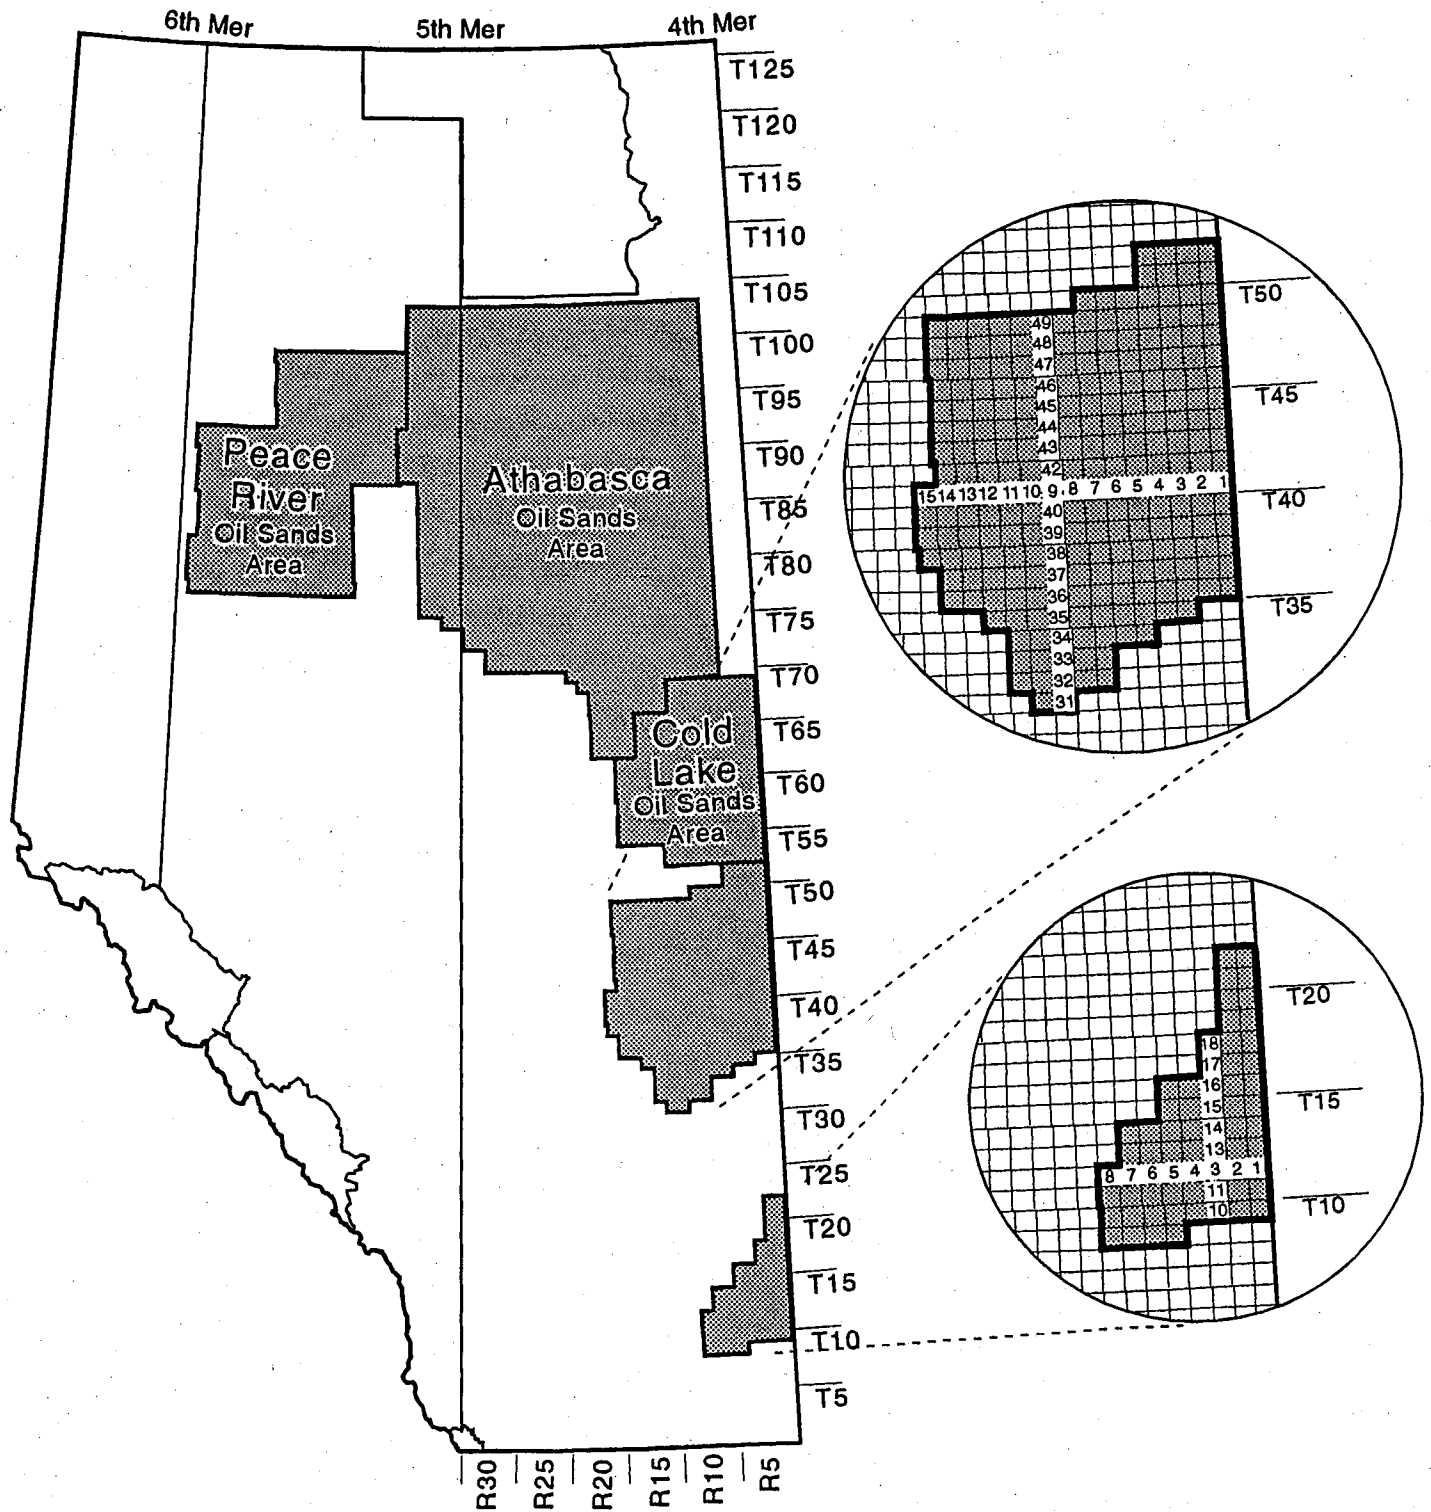 6th Mer
5th Mer
4th Mer
T125
T120
T115
T110
T105
T100
T95
T90
T85
T80
T75
T70
T65
T60
T55
T50
T45
T40
T35
T30
T25
T20
T15
T10
T5
Peace
River
Oil Sands
Area
Athabasca
Oil Sands
Area
Cold
Lake
Oil Sands
Area
R30
R25
R20
R15
R10
R5
49
48
47
46
45
44
43
42
15 14 13 12 11 10 9 8 7 6 5 4 3 2 1
40
39
38
37
36
35
34
33
32
31
T50
T45
T40
T35
18
17
16
15
14
13
8 7 6 5 4 3 2 1
11
10
T20
T15
T10